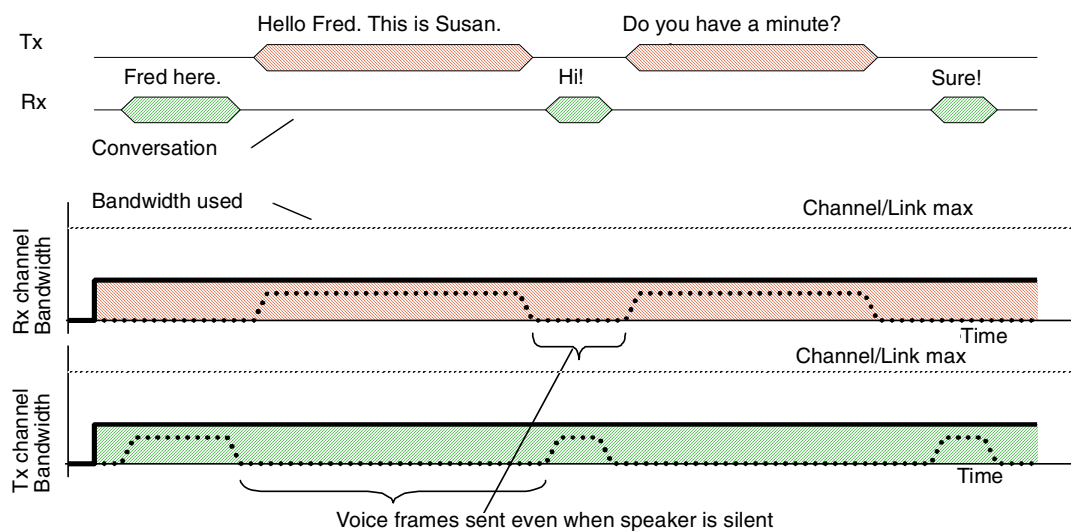 Hello Fred. This is Susan.
Do you have a minute?
Tx
Fred here.
Hi!
Sure!
Rx
Conversation
Bandwidth used
Channel/Link max
Rx channel
Bandwidth
Time
Channel/Link max
Tx channel
Bandwidth
Time
Voice frames sent even when speaker is silent